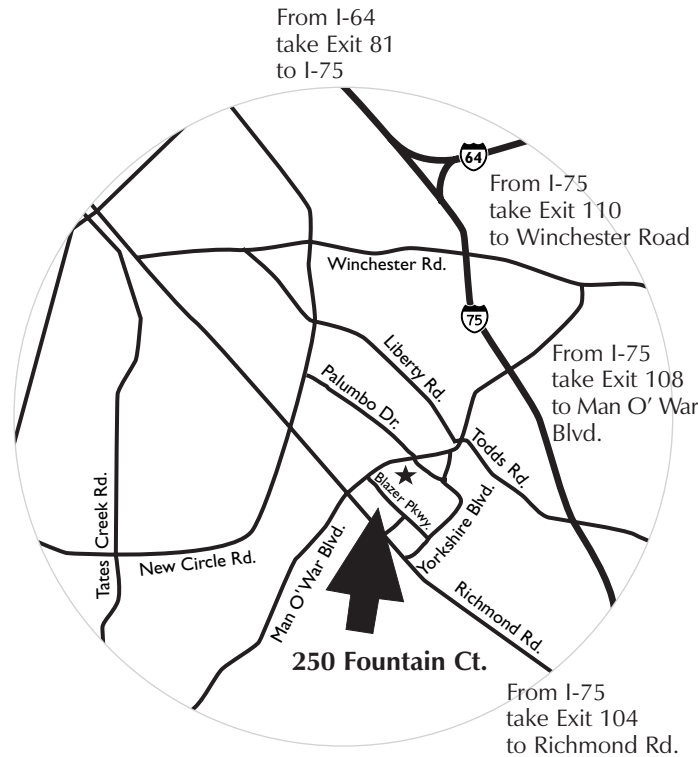 From I-64
take Exit 81
to I-75
64
From I-75
take Exit 110
to Winchester Road
Winchester Rd.
75
Liberty Rd.
From I-75
take Exit 108
to Man O' War
Blvd.
Palumbo Dr.
Todds Rd.
Blazer Pkwy.
Yorkshire Blvd.
Tates Creek Rd.
New Circle Rd.
Man O' War Blvd.
Richmond Rd.
250 Fountain Ct.
From I-75
take Exit 104
to Richmond Rd.